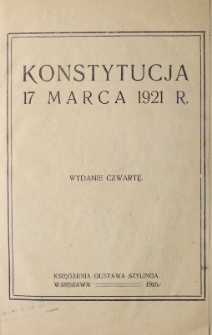 KONSTYTUCJA
17 MARCA 1921 R.
WYDANIE CZWARTE.
KSIĘGARNIA GUSTAWA SZYLINGA
WARSZAWA